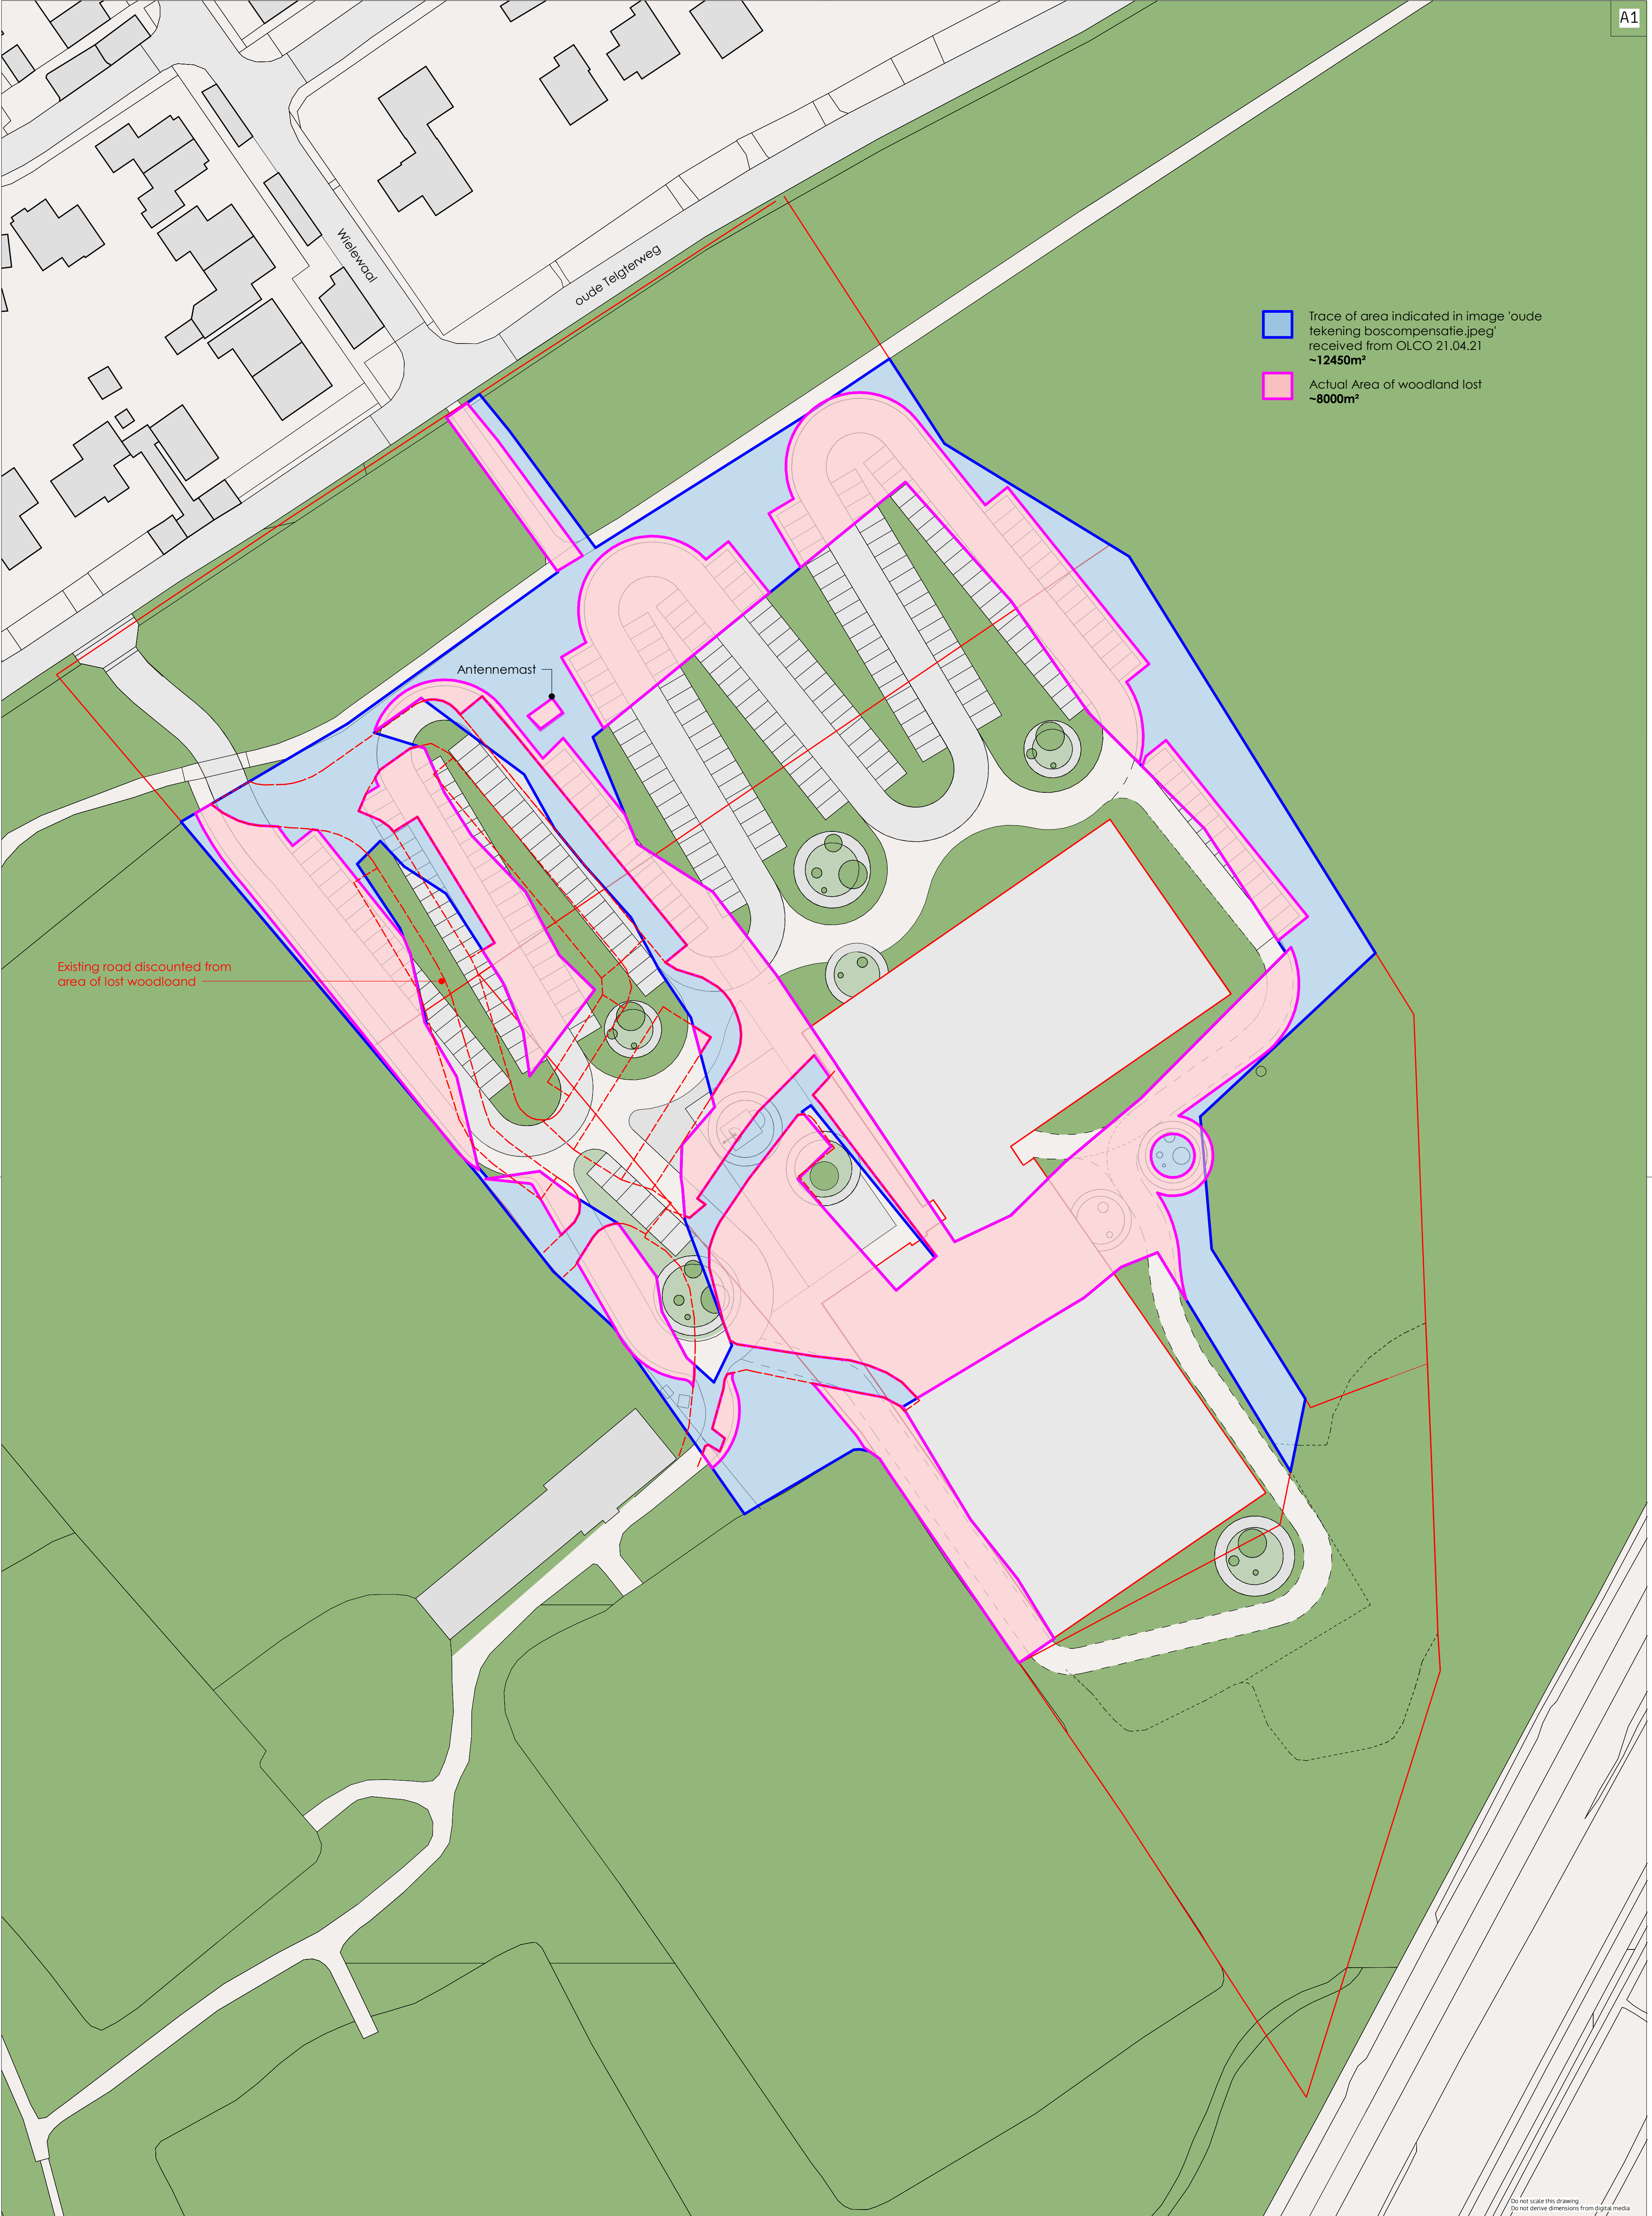 A1
Wielewaal
oude Telgterweg
Trace of area indicated in image 'oude
tekening boscompensatie.jpeg'
received from OLCO 21.04.21
~12450m²
Actual Area of woodland lost
~8000m²
Antennemast
Existing road discounted from
area of lost woodloand
Do not scale this drawing
Do not derive dimensions from digital media